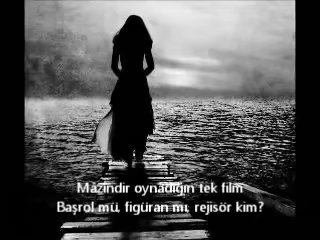 Mazindir oynadığın tek film
Başrol mü, figüran mı, rejisör kim?